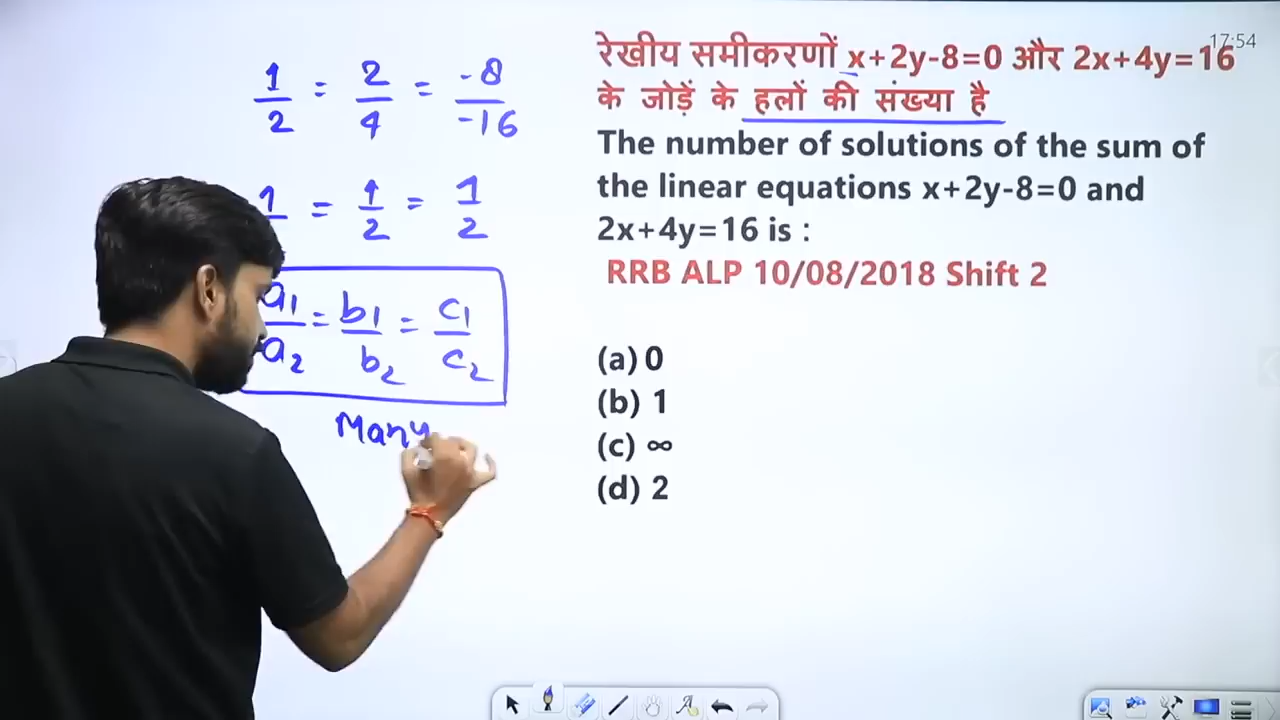 17:54
रेखीय समीकरणों x+2y-8=0 और 2x+4y=16
के जोड़ें के हलों की संख्या है
The number of solutions of the sum of
the linear equations x+2y-8=0 and
2x+4y=16 is :
RRB ALP 10/08/2018 Shift 2
(a) 0
(b) 1
(c) ∞
(d) 2
1/2 = 2/4 = -8/-16
1 = 1/2 = 1/2
a1/a2 = b1/b2 = c1/c2
Many